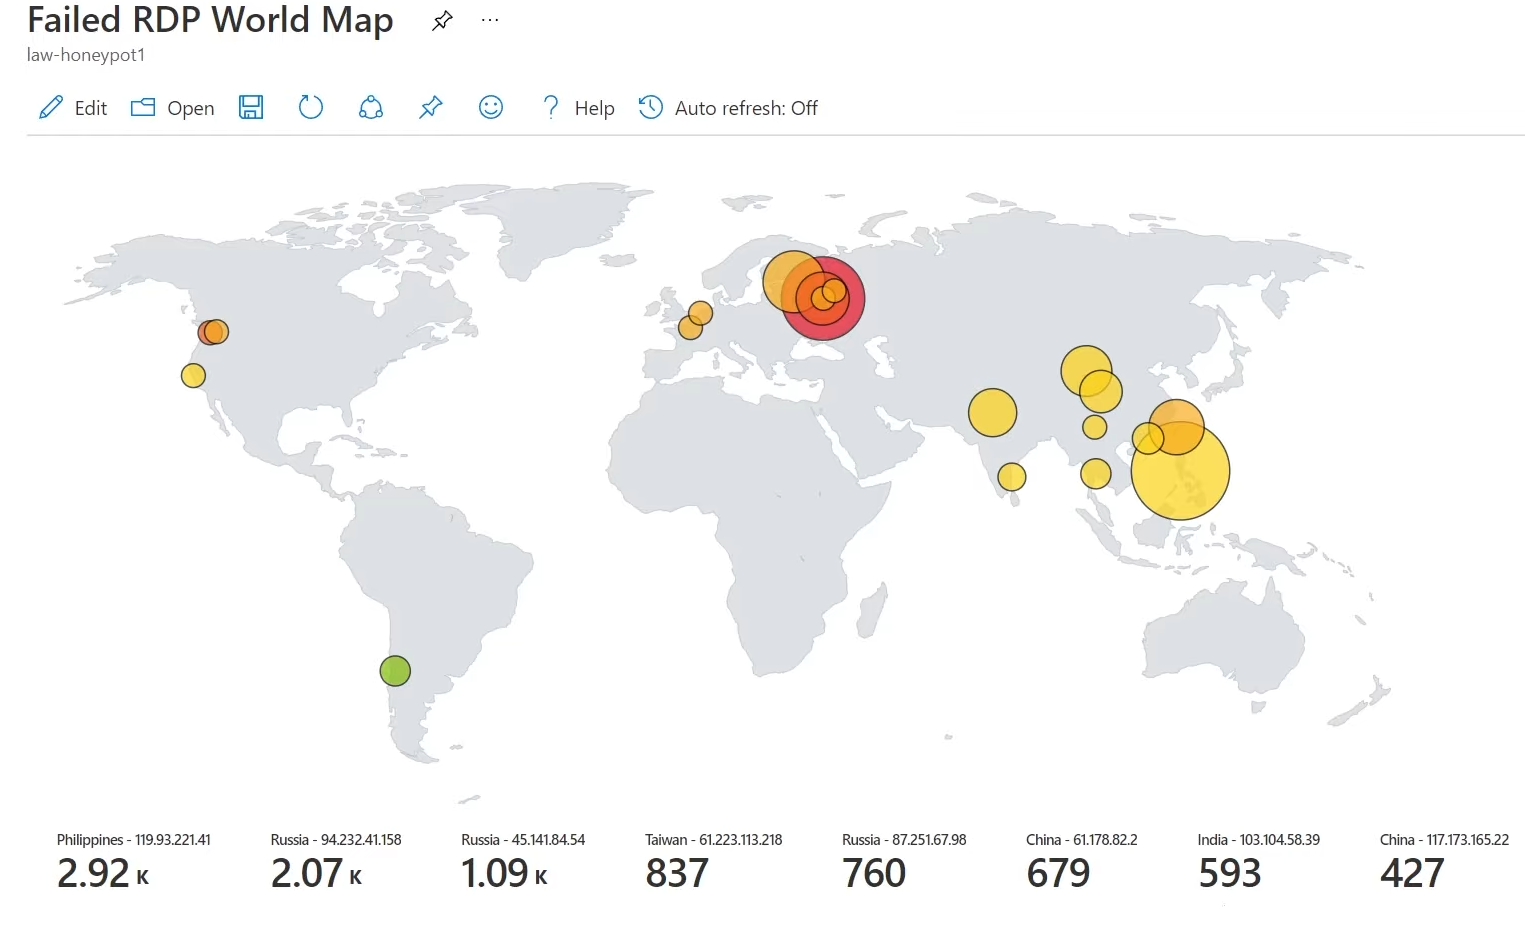 Failed RDP World Map
law-honeypot1
Edit Open Help Auto refresh: Off
Philippines - 119.93.221.41 Russia - 94.232.41.158 Russia - 45.141.84.54 Taiwan - 61.223.113.218 Russia - 87.251.67.98 China - 61.178.82.2 India - 103.104.58.39 China - 117.173.165.22
2.92 K 2.07 K 1.09 K 837 760 679 593 427